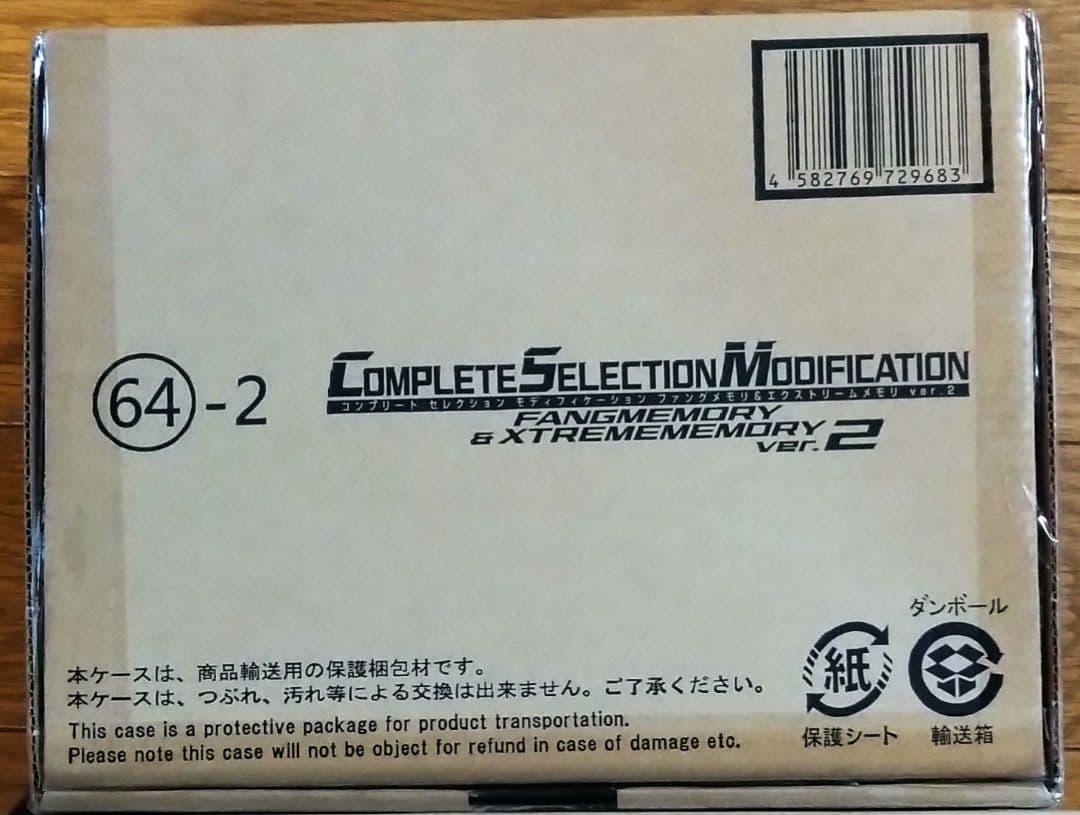 4 582769 729683
64-2
COMPLETE SELECTION MODIFICATION
コンプリート セレクション モディフィケーション ファングメモリ&エクストリームメモリ ver.2
FANGMEMORY
& XTREMEMEMORY
ver.2
ダンボール
紙
保護シート
輸送箱
本ケースは、商品輸送用の保護梱包材です。
本ケースは、つぶれ、汚れ等による交換は出来ません。ご了承ください。
This case is a protective package for product transportation.
Please note this case will not be object for refund in case of damage etc.